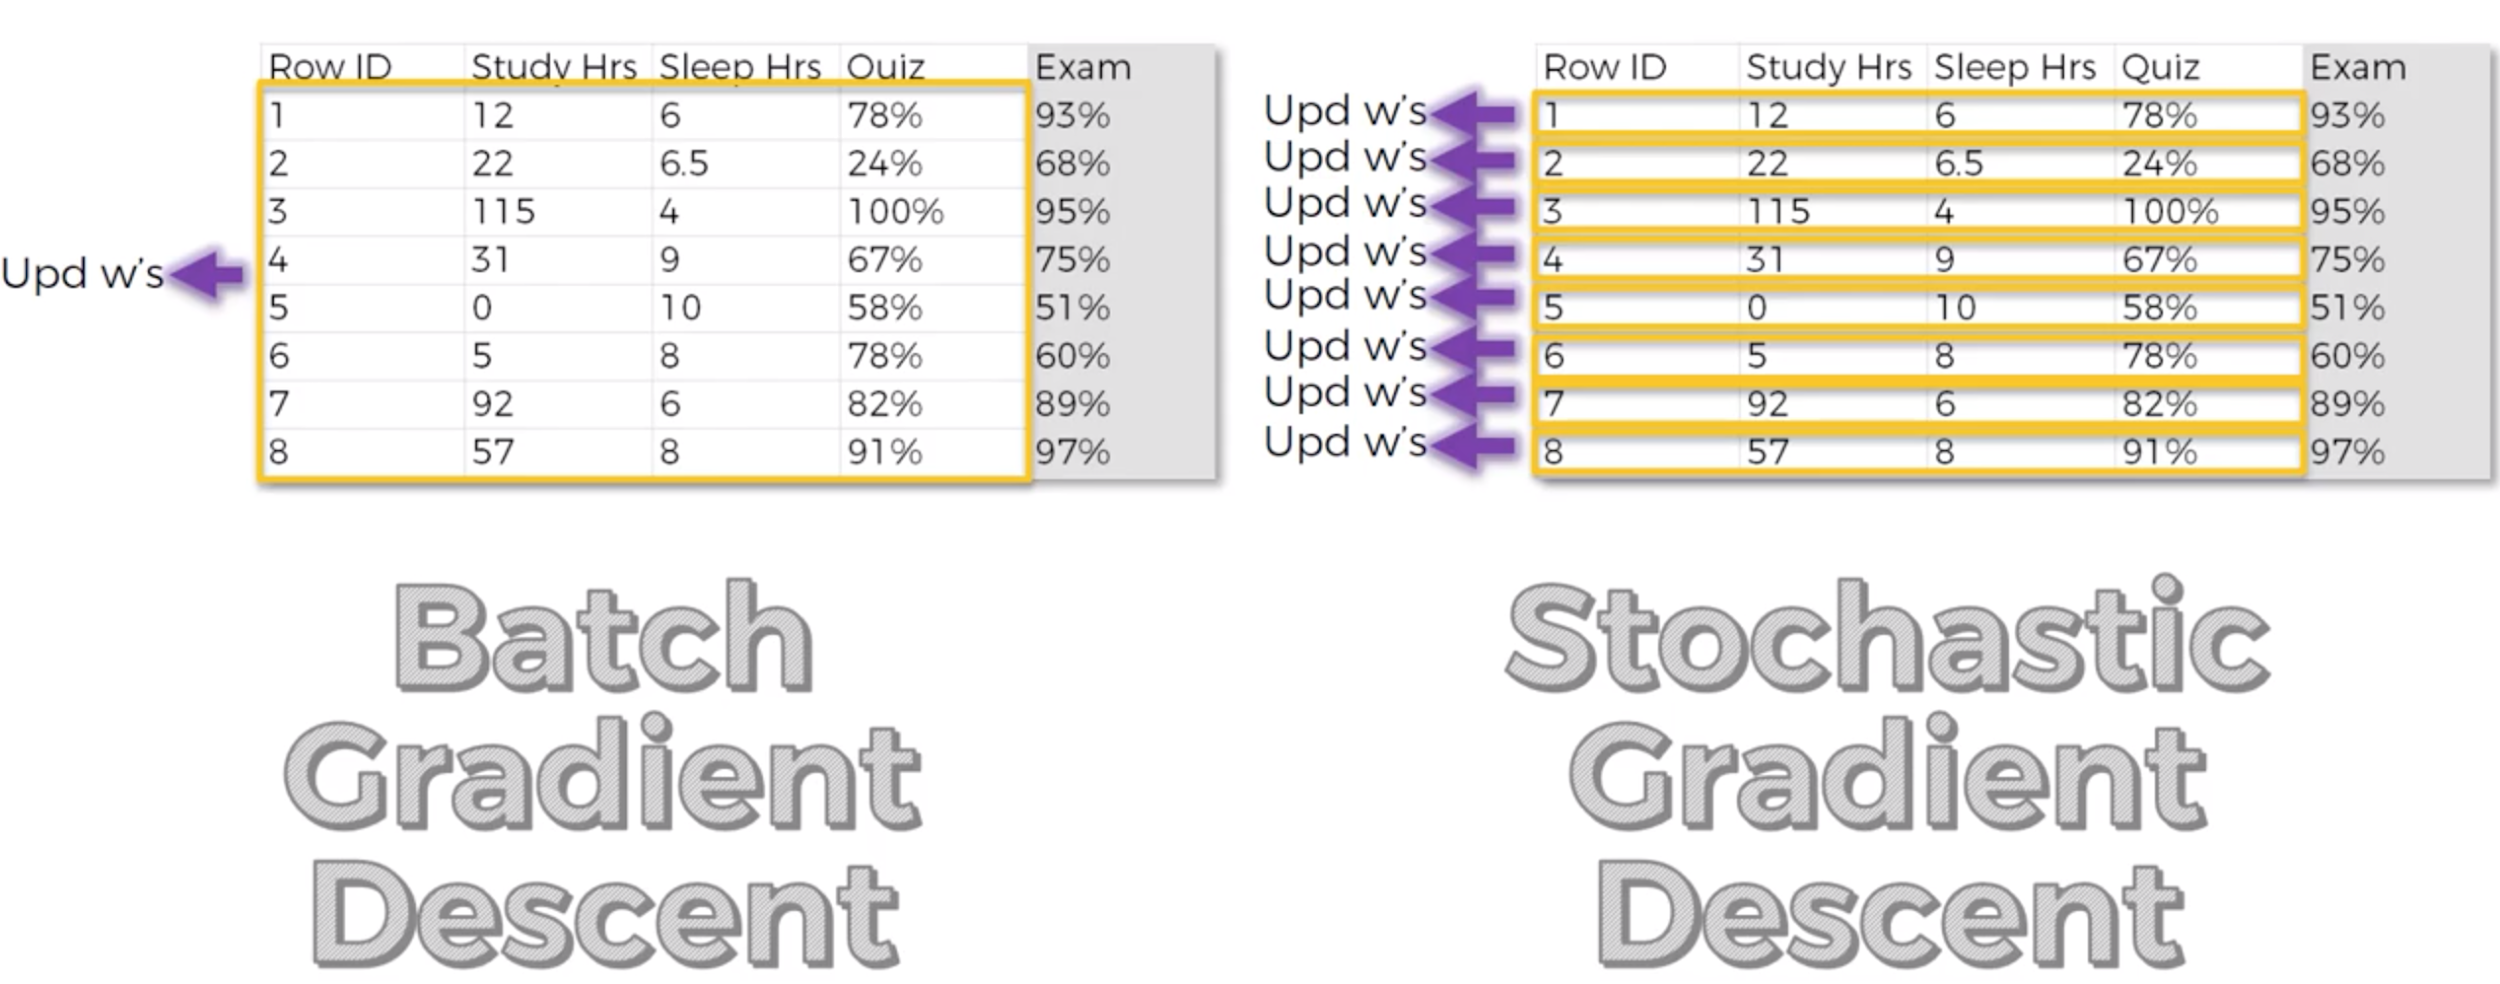 Row ID Study Hrs Sleep Hrs Quiz Exam
1 12 6 78% 93%
2 22 6.5 24% 68%
3 115 4 100% 95%
4 31 9 67% 75%
5 0 10 58% 51%
6 5 8 78% 60%
7 92 6 82% 89%
8 57 8 91% 97%
Upd w's
Batch
Gradient
Descent
Row ID Study Hrs Sleep Hrs Quiz Exam
Upd w's 1 12 6 78% 93%
Upd w's 2 22 6.5 24% 68%
Upd w's 3 115 4 100% 95%
Upd w's 4 31 9 67% 75%
Upd w's 5 0 10 58% 51%
Upd w's 6 5 8 78% 60%
Upd w's 7 92 6 82% 89%
Upd w's 8 57 8 91% 97%
Stochastic
Gradient
Descent